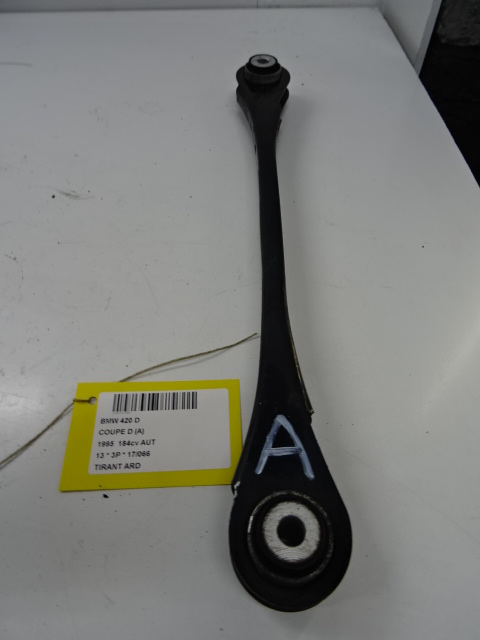 A
BMW 420 D
COUPE D (A)
1995 184cv AUT
13 * 3P * 17/066
TIRANT ARD